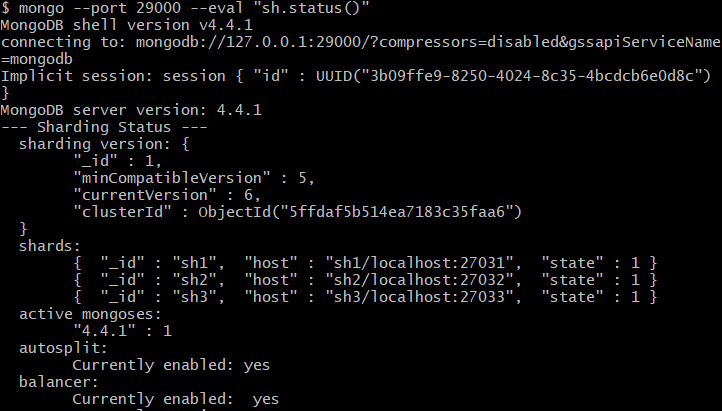 $ mongo --port 29000 --eval "sh.status()"
MongoDB shell version v4.4.1
connecting to: mongodb://127.0.0.1:29000/?compressors=disabled&gssapiServiceName
=mongodb
Implicit session: session { "id" : UUID("3b09ffe9-8250-4024-8c35-4bcdcb6e0d8c")
}
MongoDB server version: 4.4.1
--- Sharding Status ---
  sharding version: {
        "_id" : 1,
        "minCompatibleVersion" : 5,
        "currentVersion" : 6,
        "clusterId" : ObjectId("5ffdaf5b514ea7183c35faa6")
  }
  shards:
        {  "_id" : "sh1",  "host" : "sh1/localhost:27031",  "state" : 1 }
        {  "_id" : "sh2",  "host" : "sh2/localhost:27032",  "state" : 1 }
        {  "_id" : "sh3",  "host" : "sh3/localhost:27033",  "state" : 1 }
  active mongoses:
        "4.4.1" : 1
  autosplit:
        Currently enabled: yes
  balancer:
        Currently enabled:  yes